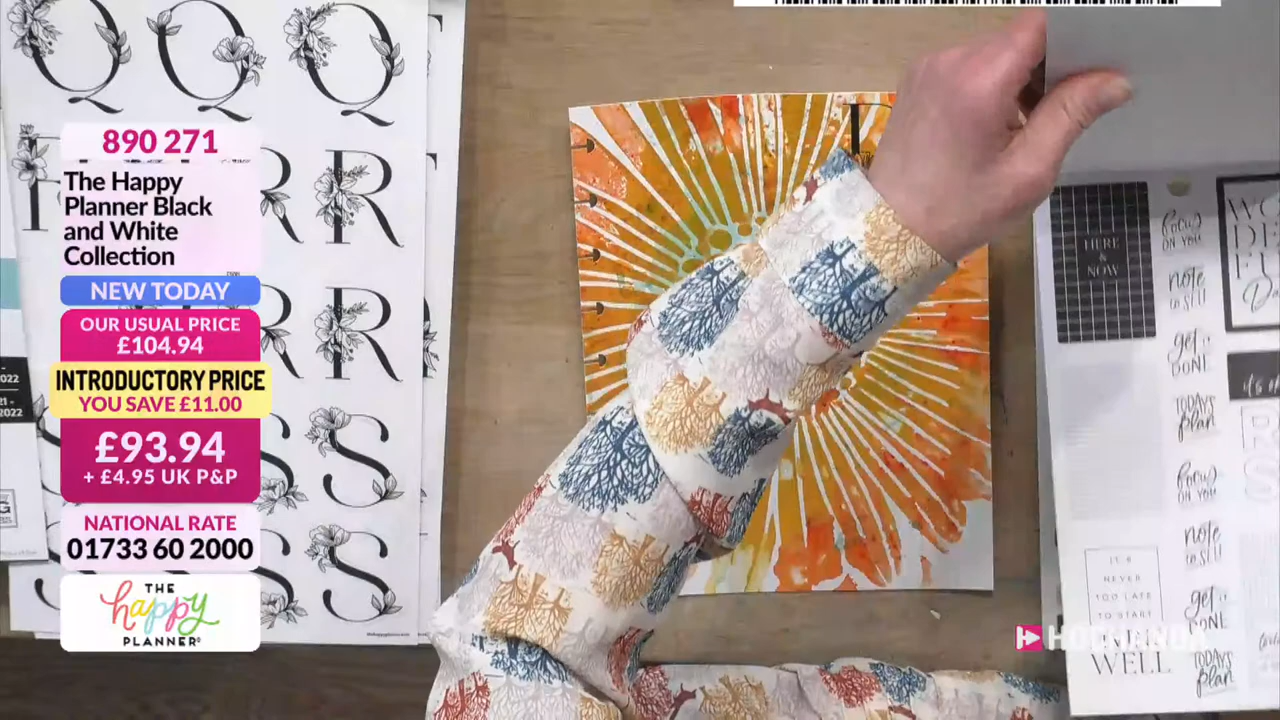 890 271
The Happy
Planner Black
and White
Collection
NEW TODAY
OUR USUAL PRICE
£104.94
INTRODUCTORY PRICE
YOU SAVE £11.00
£93.94
+ £4.95 UK P&P
NATIONAL RATE
01733 60 2000
THE
happy
PLANNER®
Q Q Q
R R
R R
S
S
2022
2022
HERE
& NOW
focus
ON YOU
note
to self
get it
DONE
TODAY'S
plan
focus
ON YOU
note
to self
get it
DONE
TODAY'S
plan
IT'S
NEVER
TOO LATE
TO START
WELL
HOCHANDA